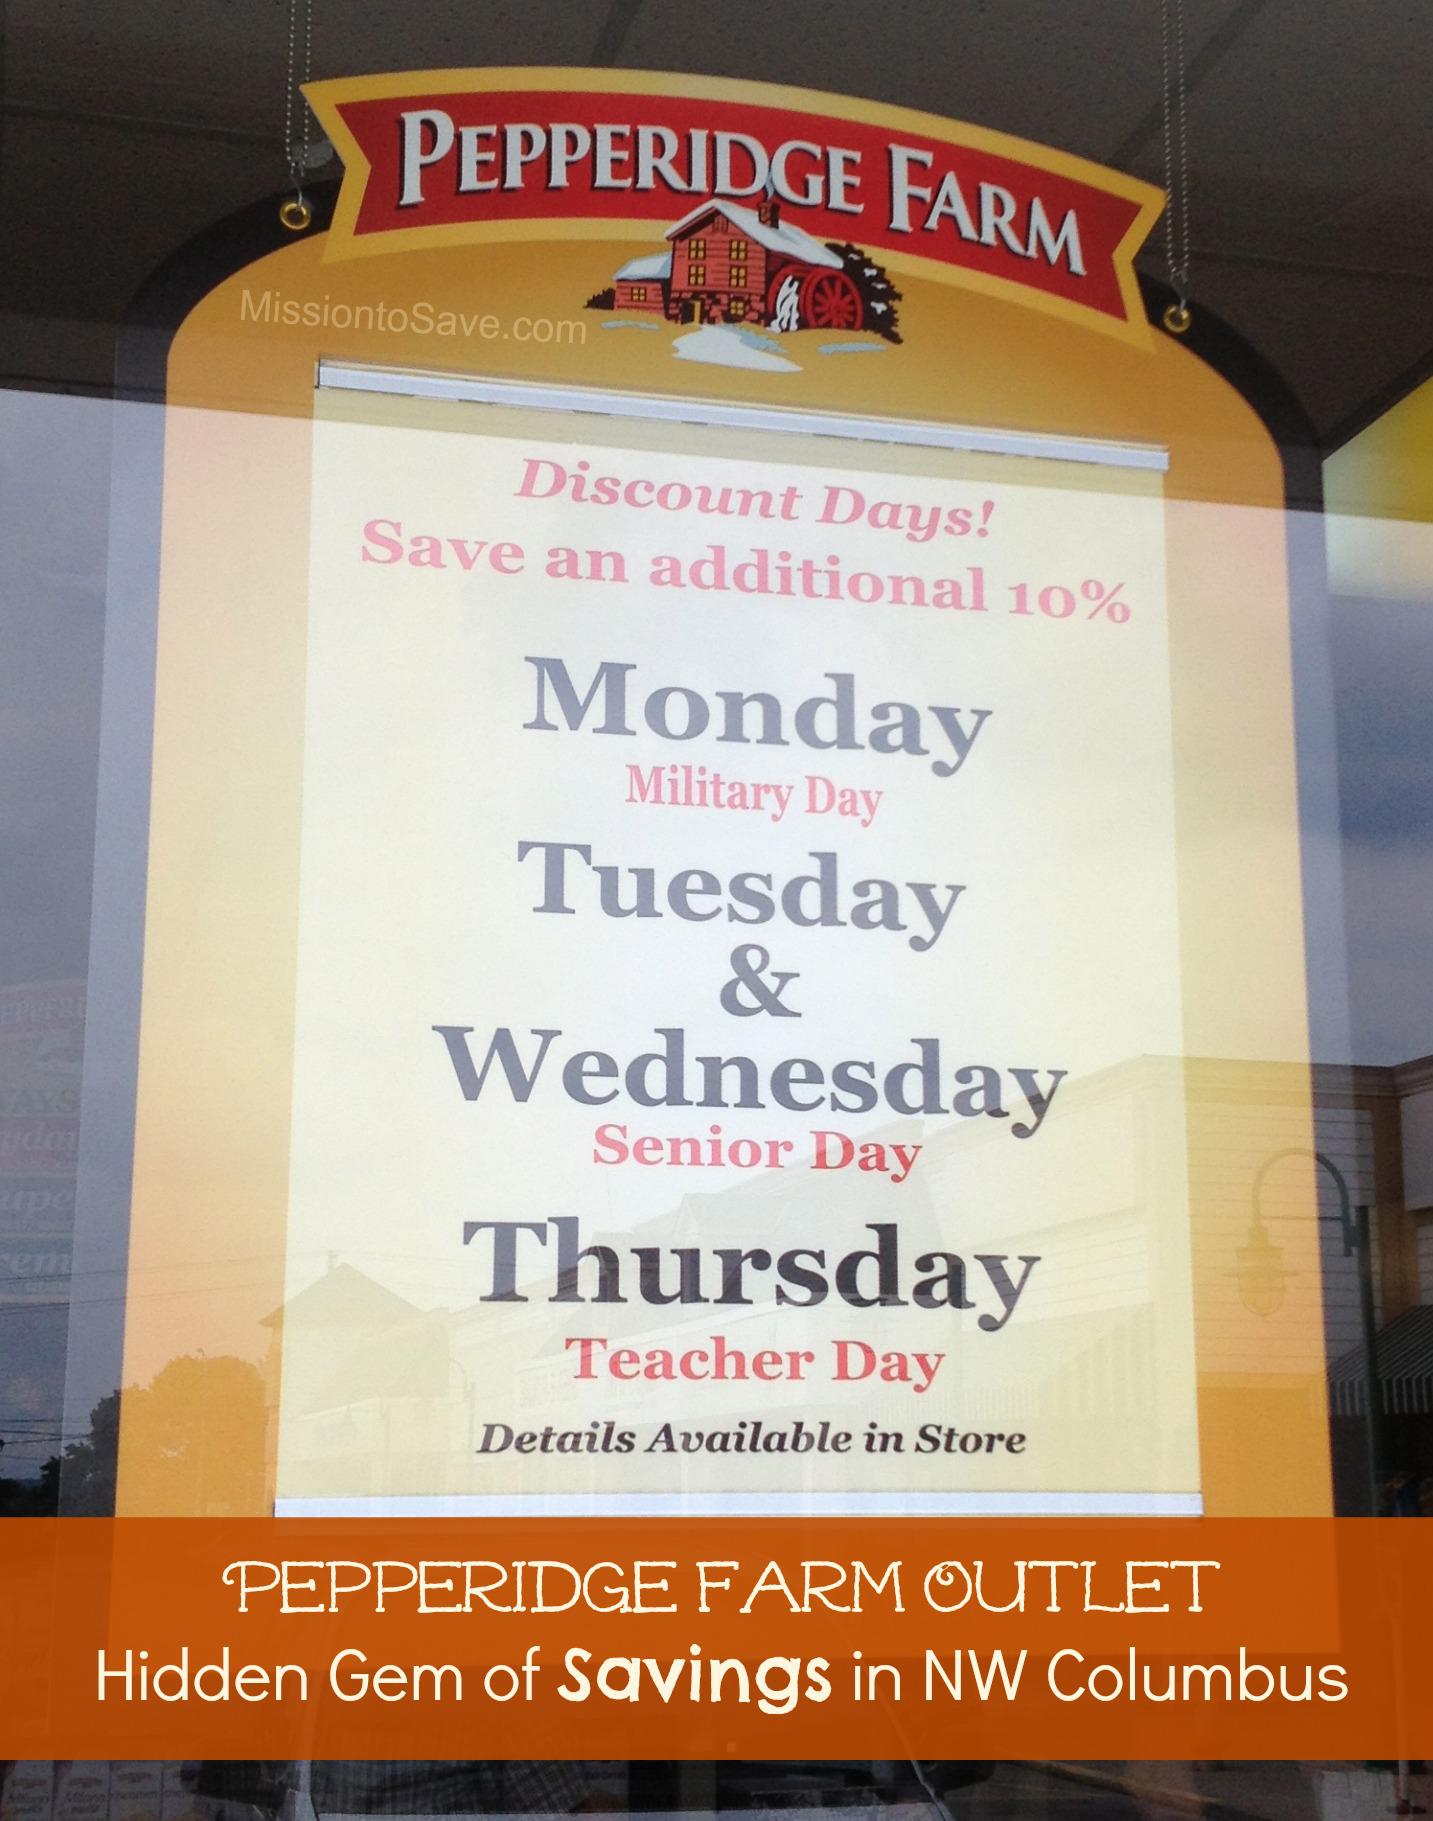 PEPPERIDGE FARM
MissiontoSave.com
Discount Days!
Save an additional 10%
Monday
Military Day
Tuesday
&
Wednesday
Senior Day
Thursday
Teacher Day
Details Available in Store
PEPPERIDGE FARM OUTLET
Hidden Gem of Savings in NW Columbus